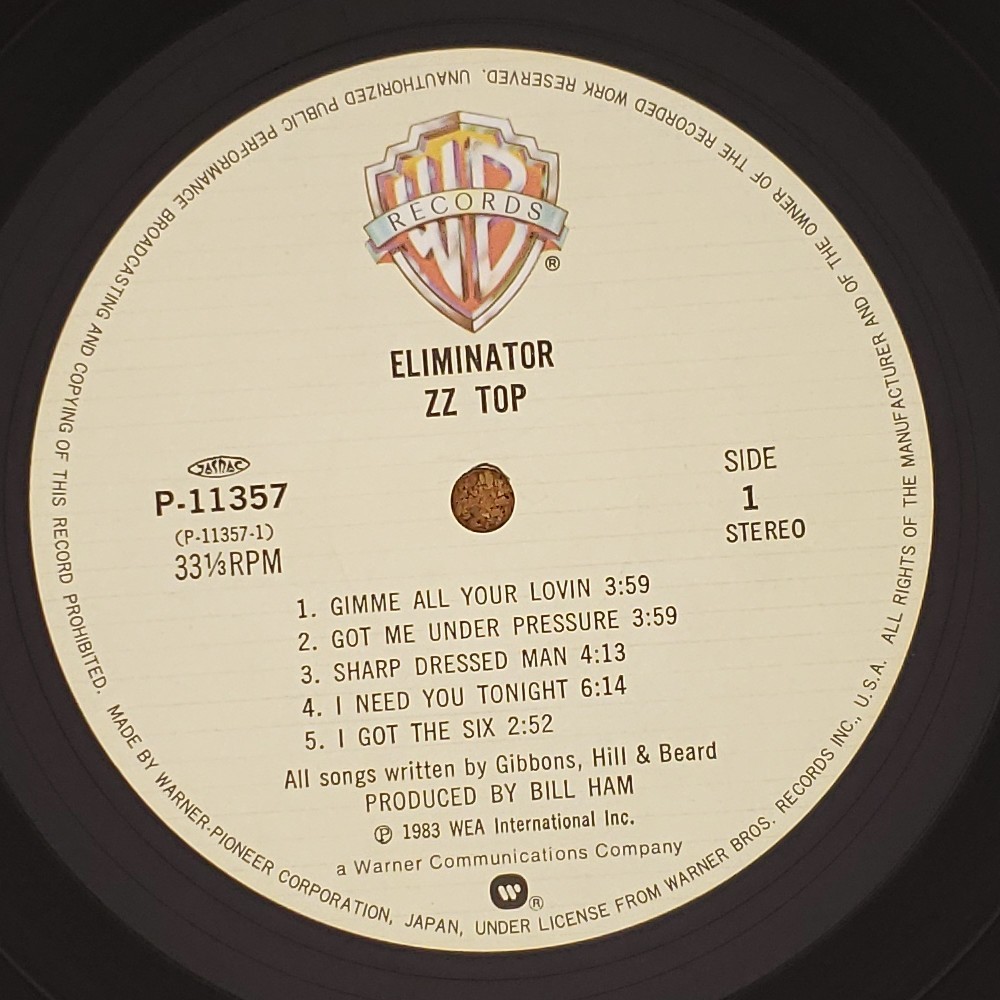 WB
RECORDS
®
ELIMINATOR
ZZ TOP
JASRAC
P-11357
(P-11357-1)
33⅓RPM
SIDE
1
STEREO
1. GIMME ALL YOUR LOVIN 3:59
2. GOT ME UNDER PRESSURE 3:59
3. SHARP DRESSED MAN 4:13
4. I NEED YOU TONIGHT 6:14
5. I GOT THE SIX 2:52
All songs written by Gibbons, Hill & Beard
PRODUCED BY BILL HAM
℗ 1983 WEA International Inc.
a Warner Communications Company
W ®
MADE BY WARNER-PIONEER CORPORATION, JAPAN, UNDER LICENSE FROM WARNER BROS. RECORDS INC., U.S.A. ALL RIGHTS OF THE MANUFACTURER AND OF THE OWNER OF THE RECORDED WORK RESERVED. UNAUTHORIZED PUBLIC PERFORMANCE BROADCASTING AND COPYING OF THIS RECORD PROHIBITED.